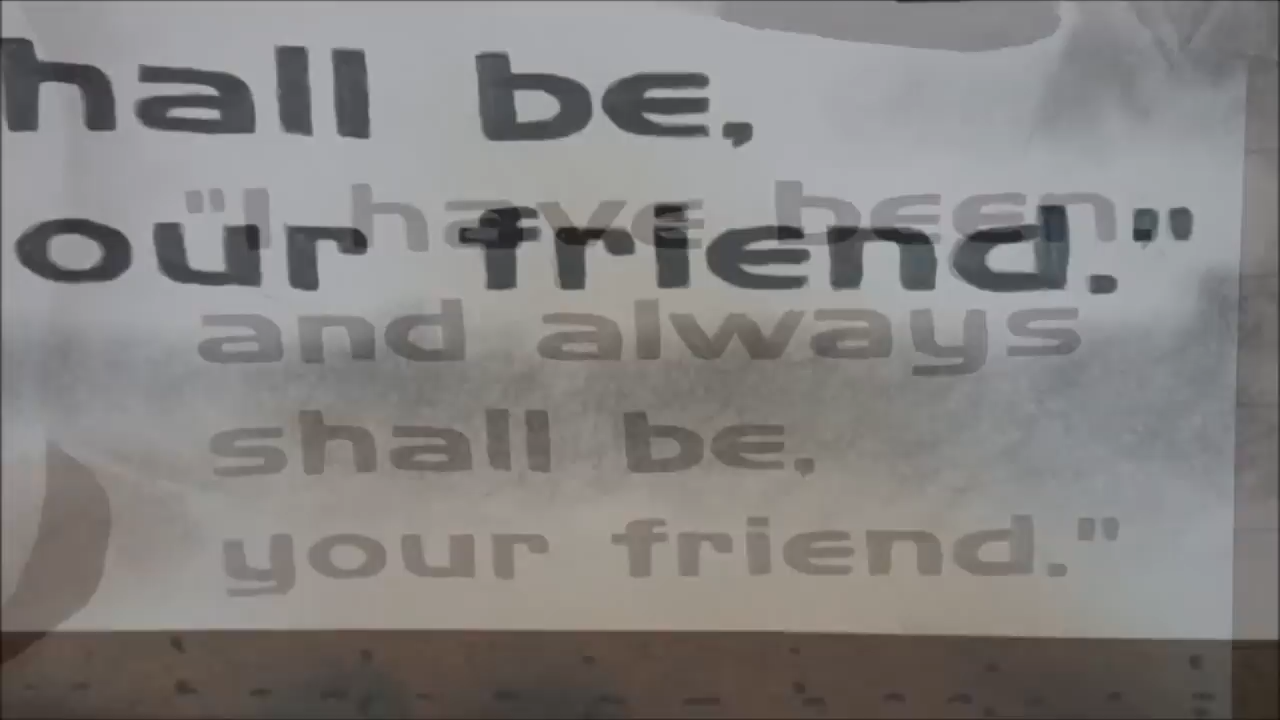 hall be,
our friend."
"I have been
and always
shall be,
your friend."